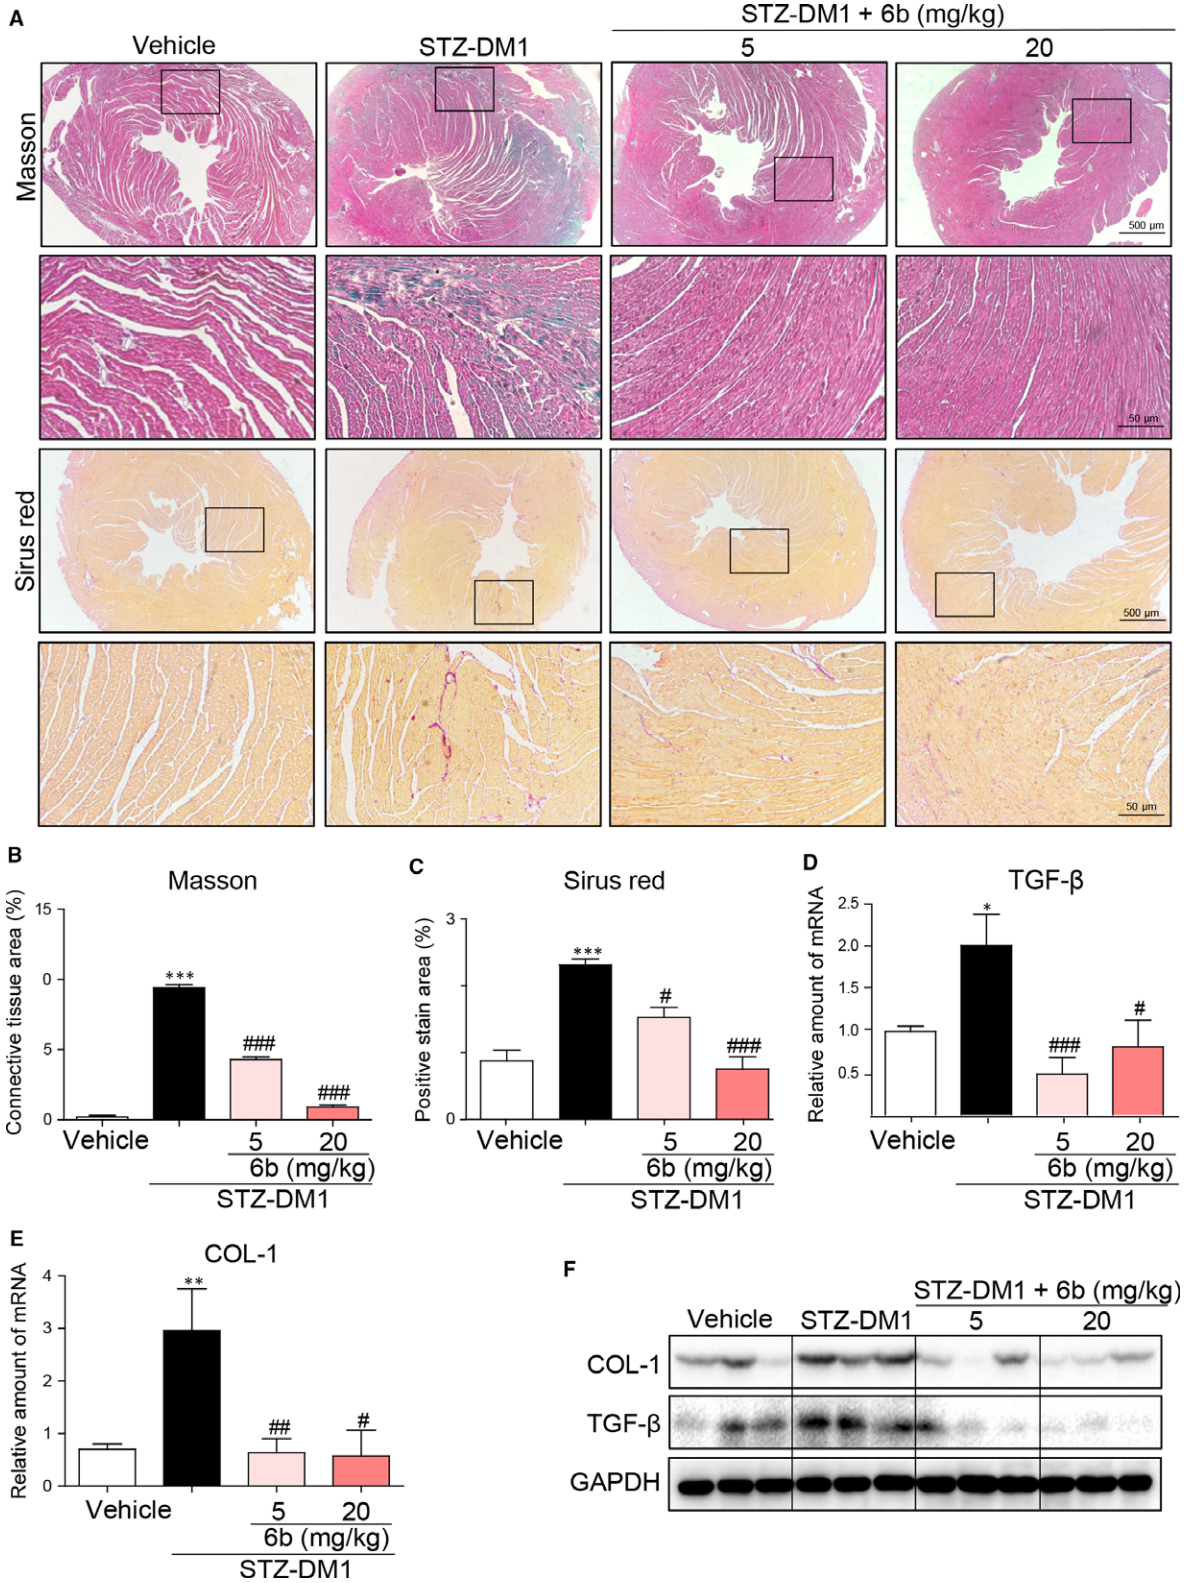 A
STZ-DM1 + 6b (mg/kg)
Vehicle STZ-DM1 5 20
Masson
500 µm
50 µm
Sirus red
500 µm
50 µm
B
Masson
Connective tissue area (%)
15
0
5
0
***
###
###
Vehicle 5 20
6b (mg/kg)
STZ-DM1
C
Sirus red
Positive stain area (%)
3
0
***
#
###
Vehicle 5 20
6b (mg/kg)
STZ-DM1
D
TGF-β
Relative amount of mRNA
2.5
2.0
1.5
1.0
0.5
*
###
#
Vehicle 5 20
6b (mg/kg)
STZ-DM1
E
COL-1
Relative amount of mRNA
4
3
2
1
0
**
##
#
Vehicle 5 20
6b (mg/kg)
STZ-DM1
F
STZ-DM1 + 6b (mg/kg)
Vehicle STZ-DM1 5 20
COL-1
TGF-β
GAPDH